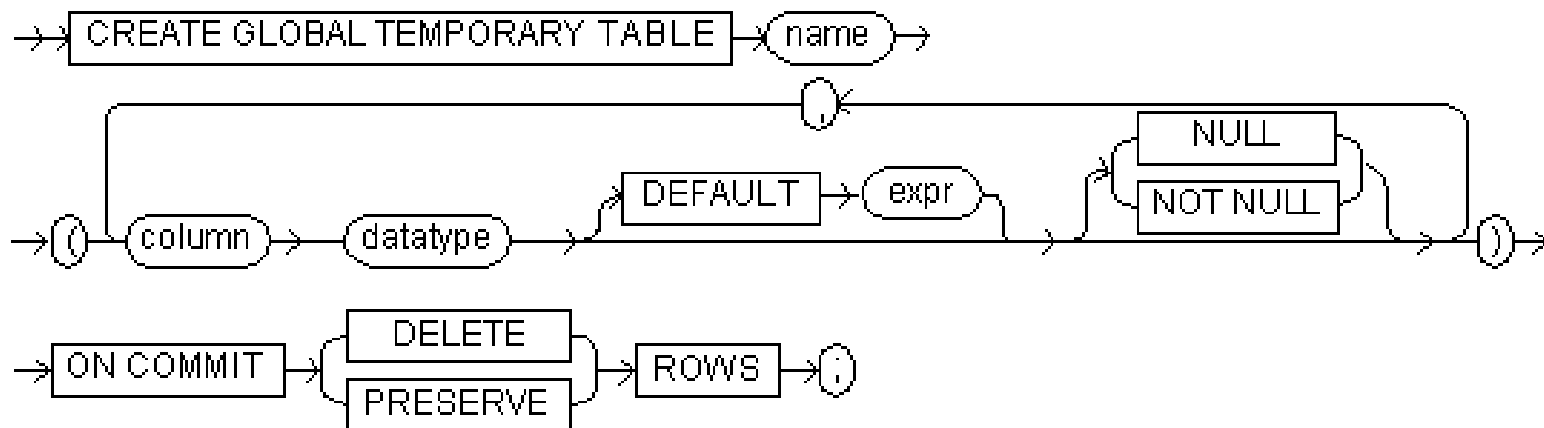 CREATE GLOBAL TEMPORARY TABLE name
,
NULL
DEFAULT expr
NOT NULL
( column datatype )
DELETE
ON COMMIT ROWS ;
PRESERVE